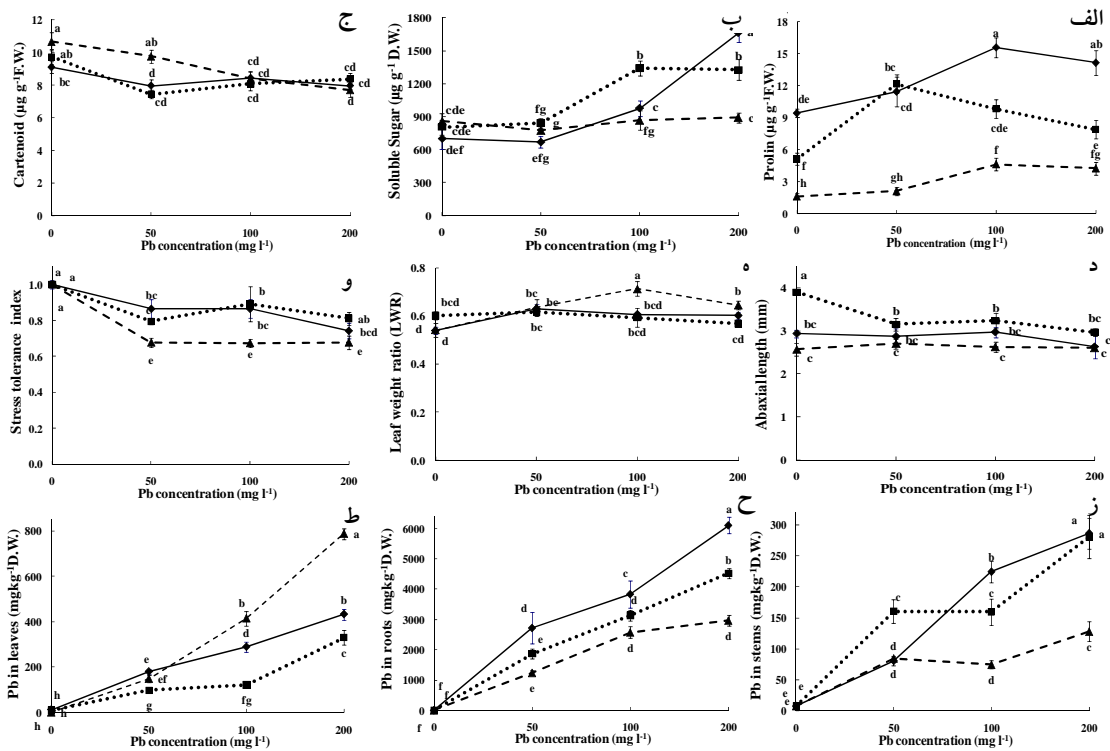 ج
Cartenoid (µg g-1F.W.)
12
10
8
6
4
2
0
a
ab
ab
bc
d
cd
cd
cd
cd
cd
cd
d
0 50 100 200
Pb concentration (mg l-1)
ب
Soluble Sugar (µg g-1 D.W.)
1800
1500
1200
900
600
300
0
cde
cde
def
fg
g
efg
b
c
fg
a
b
c
0 50 100 200
Pb concentration (mg l-1)
الف
Prolin (µg g-1F.W.)
18
15
12
9
6
3
0
de
f
h
bc
cd
gh
a
cde
f
ab
e
fg
0 50 100 200
Pb concentration (mg l-1)
و
Stress tolerance index
1.0
0.8
0.6
0.4
0.2
0.0
a
a
a
bc
b
e
b
bc
e
ab
bcd
e
0 50 100 200
Pb concentration (mg l-1)
ه
Leaf weight ratio (LWR)
0.8
0.6
0.4
0.2
0.0
bcd
d
d
bc
bc
bc
a
bcd
bcd
b
bc
cd
0 50 100 200
Pb concentration (mg l-1)
د
Abaxial length (mm)
4
3
2
1
0
a
bc
c
b
bc
c
b
bc
c
bc
c
c
0 50 100 200
Pb concentration (mg l-1)
ط
Pb in leaves (mgkg-1D.W.)
800
600
400
200
0
h
h
h
e
ef
g
b
d
fg
a
b
c
0 50 100 200
Pb concentration (mg l-1)
ح
Pb in roots (mgkg-1D.W.)
6000
5000
4000
3000
2000
1000
0
f
f
f
d
e
e
c
d
d
a
b
d
0 50 100 200
Pb concentration (mg l-1)
ز
Pb in stems (mgkg-1D.W.)
300
250
200
150
100
50
0
e
e
e
c
d
d
b
c
d
a
a
c
0 50 100 200
Pb concentration (mg l-1)